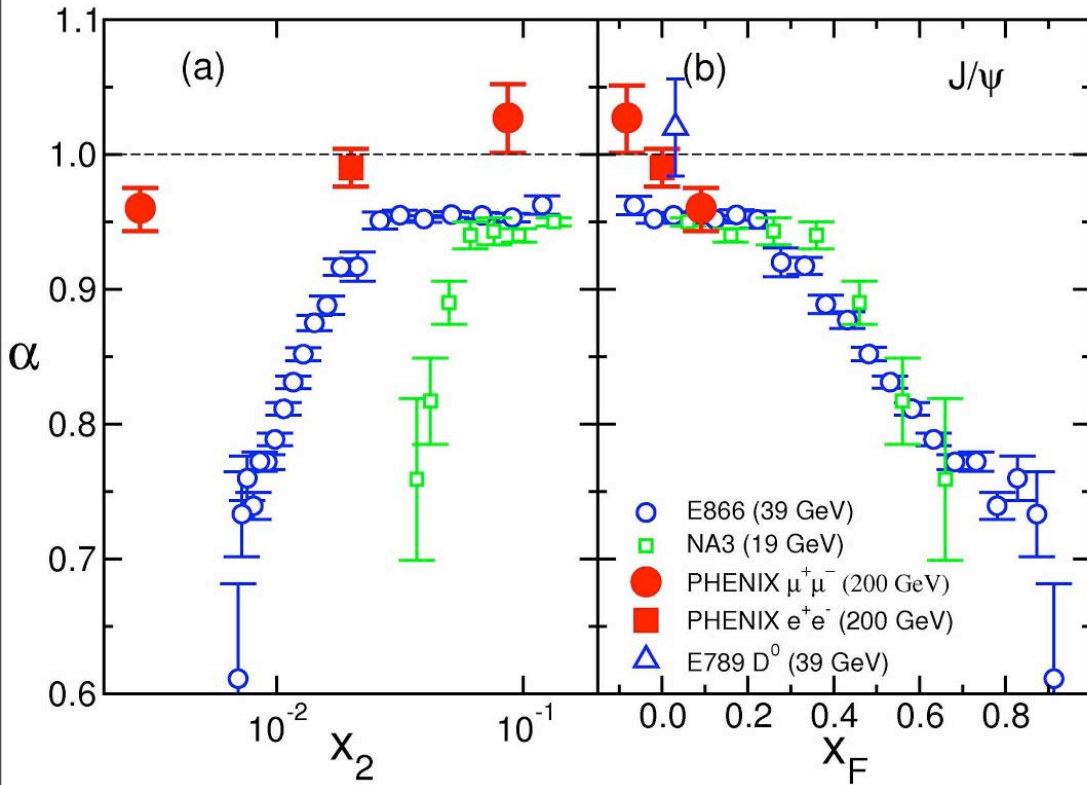 1.1
1.0
0.9
0.8
0.7
0.6
α
(a)
(b)
J/ψ
E866 (39 GeV)
NA3 (19 GeV)
PHENIX μ⁺μ⁻ (200 GeV)
PHENIX e⁺e⁻ (200 GeV)
E789 D⁰ (39 GeV)
10⁻² 10⁻¹
0.0 0.2 0.4 0.6 0.8
x₂
x_F